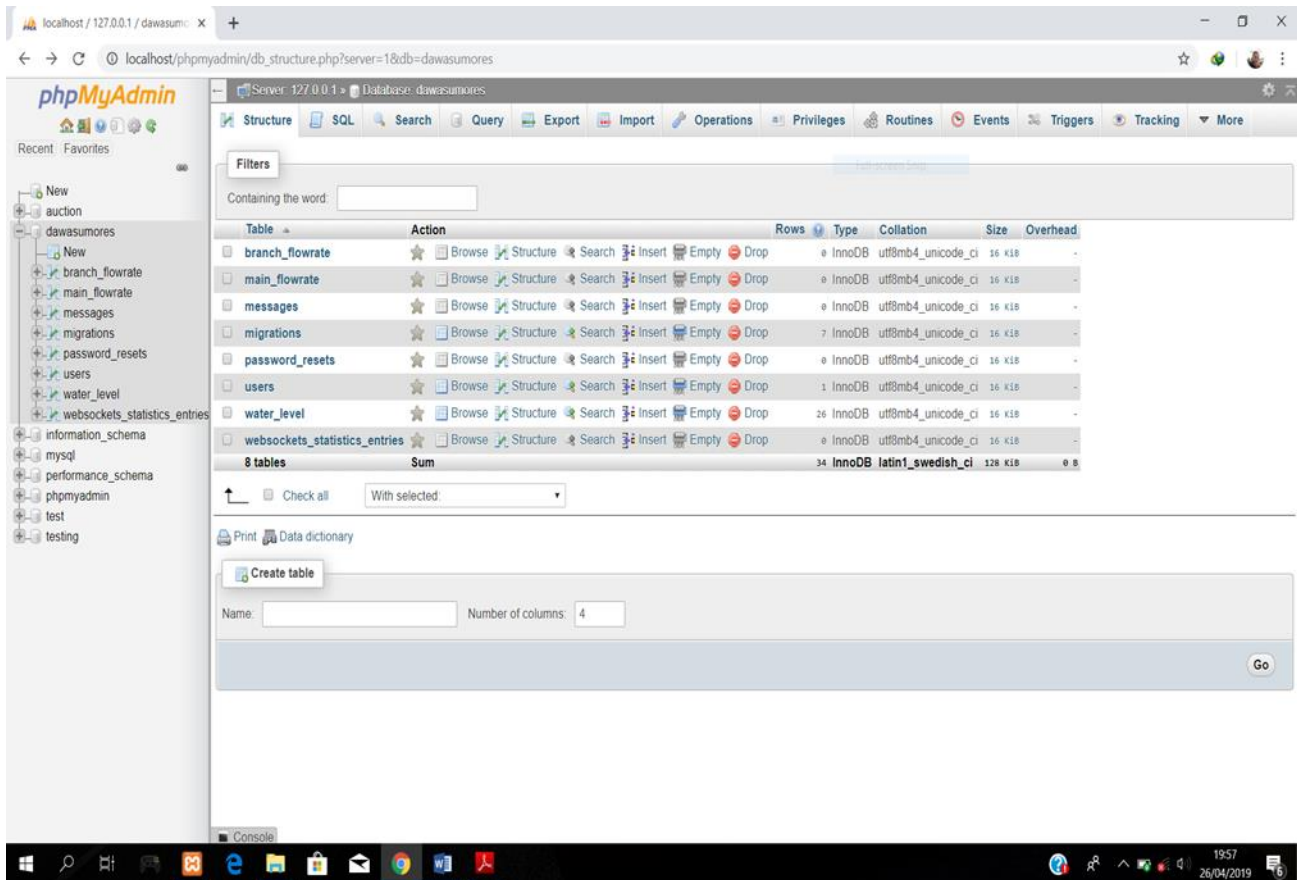 localhost / 127.0.0.1 / dawasumo
localhost/phpmyadmin/db_structure.php?server=1&db=dawasumores
phpMyAdmin
Recent Favorites
New
auction
dawasumores
New
branch_flowrate
main_flowrate
messages
migrations
password_resets
users
water_level
websockets_statistics_entries
information_schema
mysql
performance_schema
phpmyadmin
test
testing
Server: 127.0.0.1 » Database: dawasumores
Structure SQL Search Query Export Import Operations Privileges Routines Events Triggers Tracking More
Filters
Containing the word:
Table Action Rows Type Collation Size Overhead
branch_flowrate Browse Structure Search Insert Empty Drop 0 InnoDB utf8mb4_unicode_ci 16 KiB -
main_flowrate Browse Structure Search Insert Empty Drop 0 InnoDB utf8mb4_unicode_ci 16 KiB -
messages Browse Structure Search Insert Empty Drop 0 InnoDB utf8mb4_unicode_ci 16 KiB -
migrations Browse Structure Search Insert Empty Drop 7 InnoDB utf8mb4_unicode_ci 16 KiB -
password_resets Browse Structure Search Insert Empty Drop 0 InnoDB utf8mb4_unicode_ci 16 KiB -
users Browse Structure Search Insert Empty Drop 1 InnoDB utf8mb4_unicode_ci 16 KiB -
water_level Browse Structure Search Insert Empty Drop 26 InnoDB utf8mb4_unicode_ci 16 KiB -
websockets_statistics_entries Browse Structure Search Insert Empty Drop 0 InnoDB utf8mb4_unicode_ci 16 KiB -
8 tables Sum 34 InnoDB latin1_swedish_ci 128 KiB 0 B
Check all With selected:
Print Data dictionary
Create table
Name: Number of columns: 4
Go
Console
19:57
26/04/2019